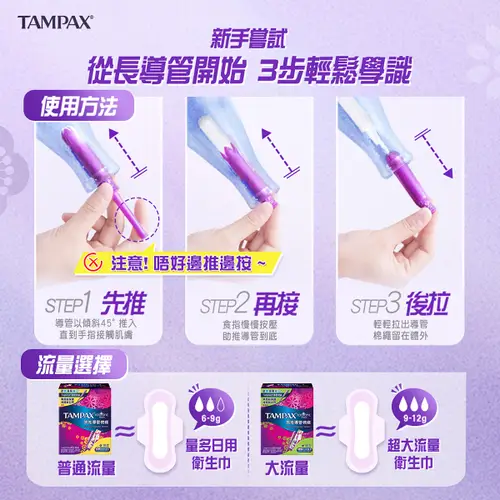 TAMPAX
新手嘗試
從長導管開始 3步輕鬆學識
使用方法
注意! 唔好邊推邊按~
STEP1 先推
導管以傾斜45°推入
直到手指接觸肌膚
STEP2 再按
食指慢慢按壓
助推導管到底
STEP3 後拉
輕輕拉出導管
棉繩留在體外
流量選擇
TAMPAX
普通流量
≈
6-9g
量多日用
衛生巾
TAMPAX
大流量
≈
9-12g
超大流量
衛生巾